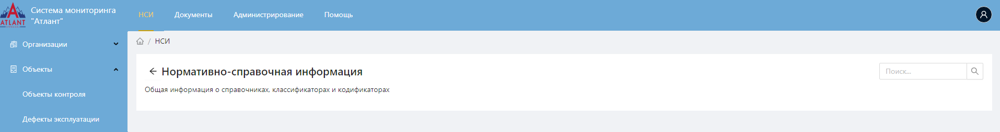 ATLANT
Система мониторинга
"Атлант"
НСИ
Документы
Администрирование
Помощь
Организации
Объекты
Объекты контроля
Дефекты эксплуатации
/ НСИ
Нормативно-справочная информация
Поиск...
Общая информация о справочниках, классификаторах и кодификаторах